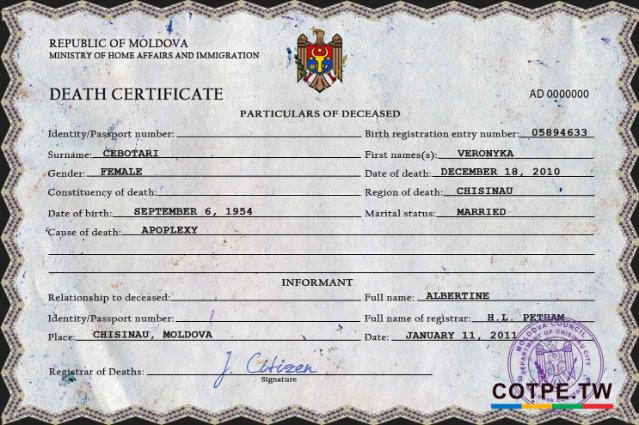 REPUBLIC OF MOLDOVA
MINISTRY OF HOME AFFAIRS AND IMMIGRATION
DEATH CERTIFICATE
AD 0000000
PARTICULARS OF DECEASED
Identity/Passport number:
Birth registration entry number: 05894633
Surname: CEBOTARI
First names(s): VERONYKA
Gender: FEMALE
Date of death: DECEMBER 18, 2010
Constituency of death:
Region of death: CHISINAU
Date of birth: SEPTEMBER 6, 1954
Marital status: MARRIED
Cause of death: APOPLEXY
INFORMANT
Relationship to deceased:
Full name: ALBERTINE
Identity/Passport number:
Full name of registrar: H.L. PETHAM
Place: CHISINAU, MOLDOVA
Date: JANUARY 11, 2011
Registrar of Deaths: J. Citizen
Signature
MOLDOVA COUNCIL
DEPARTMENT OF CHISINAU CITY
COTPE.TW